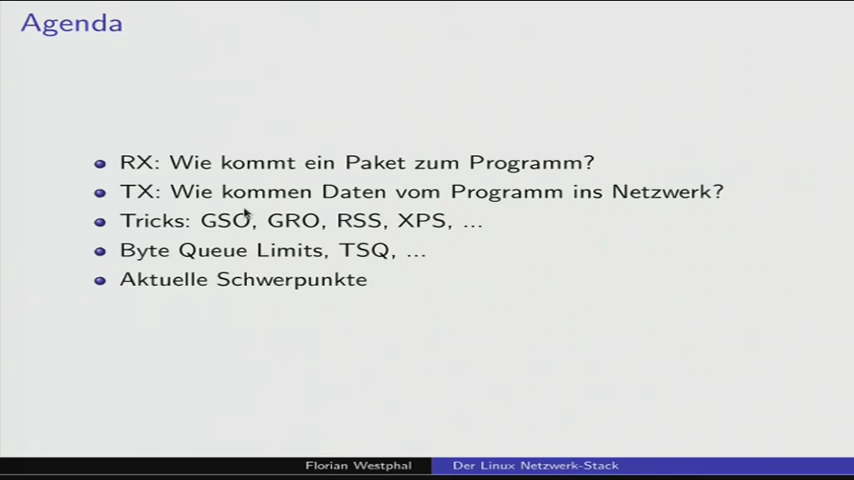 Agenda
RX: Wie kommt ein Paket zum Programm?
TX: Wie kommen Daten vom Programm ins Netzwerk?
Tricks: GSO, GRO, RSS, XPS, ...
Byte Queue Limits, TSQ, ...
Aktuelle Schwerpunkte
Florian Westphal Der Linux Netzwerk-Stack